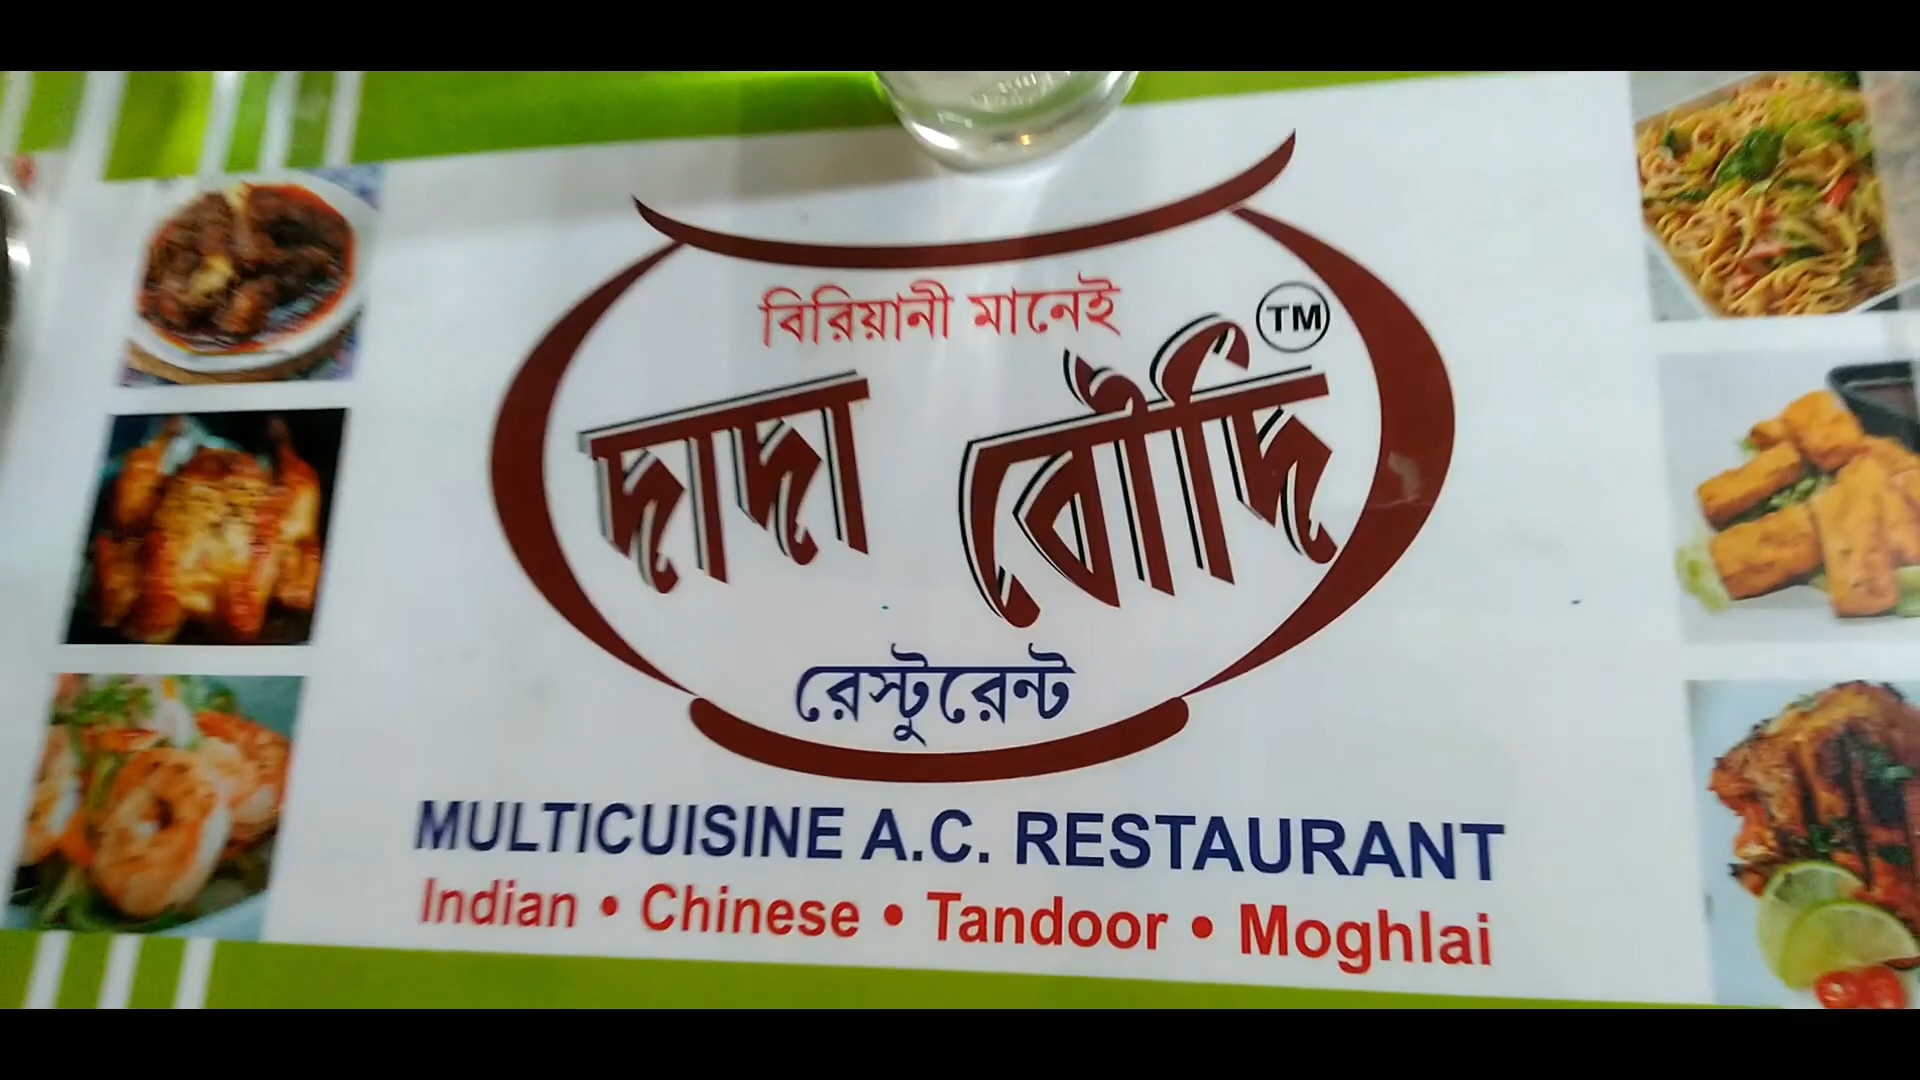 বিরিয়ানী মানেই
TM
দাদা বৌদি
রেস্টুরেন্ট
MULTICUISINE A.C. RESTAURANT
Indian • Chinese • Tandoor • Moghlai